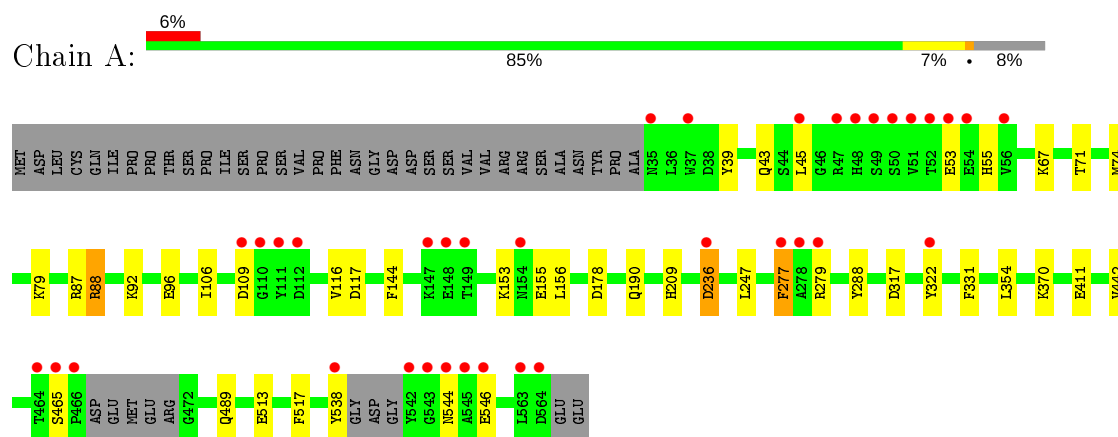 6%
Chain A:
85% 7% • 8%
MET ASP LEU CYS GLN ILE PRO PRO THR SER PRO ILE SER PRO SER VAL PRO PHE ASN GLY ASP ASP SER SER VAL VAL ARG ARG SER ALA ASN TYR PRO ALA N35 L36 W37 D38 Y39 Q43 S44 L45 G46 R47 H48 S49 S50 V51 T52 E53 E54 H55 V56 K67 T71 M74
K79 R87 R88 K92 E96 I106 D109 G110 Y111 D112 V116 D117 F144 K147 E148 T149 K153 N154 E155 L156 D178 Q190 H209 D236 L247 F277 A278 R279 Y288 D317 Y322 F331 L354 K370 E411 V442
T464 S465 P466 ASP GLU MET GLU ARG G472 Q489 E513 F517 Y538 GLY ASP GLY Y542 G543 N544 A545 E546 L563 D564 GLU GLU